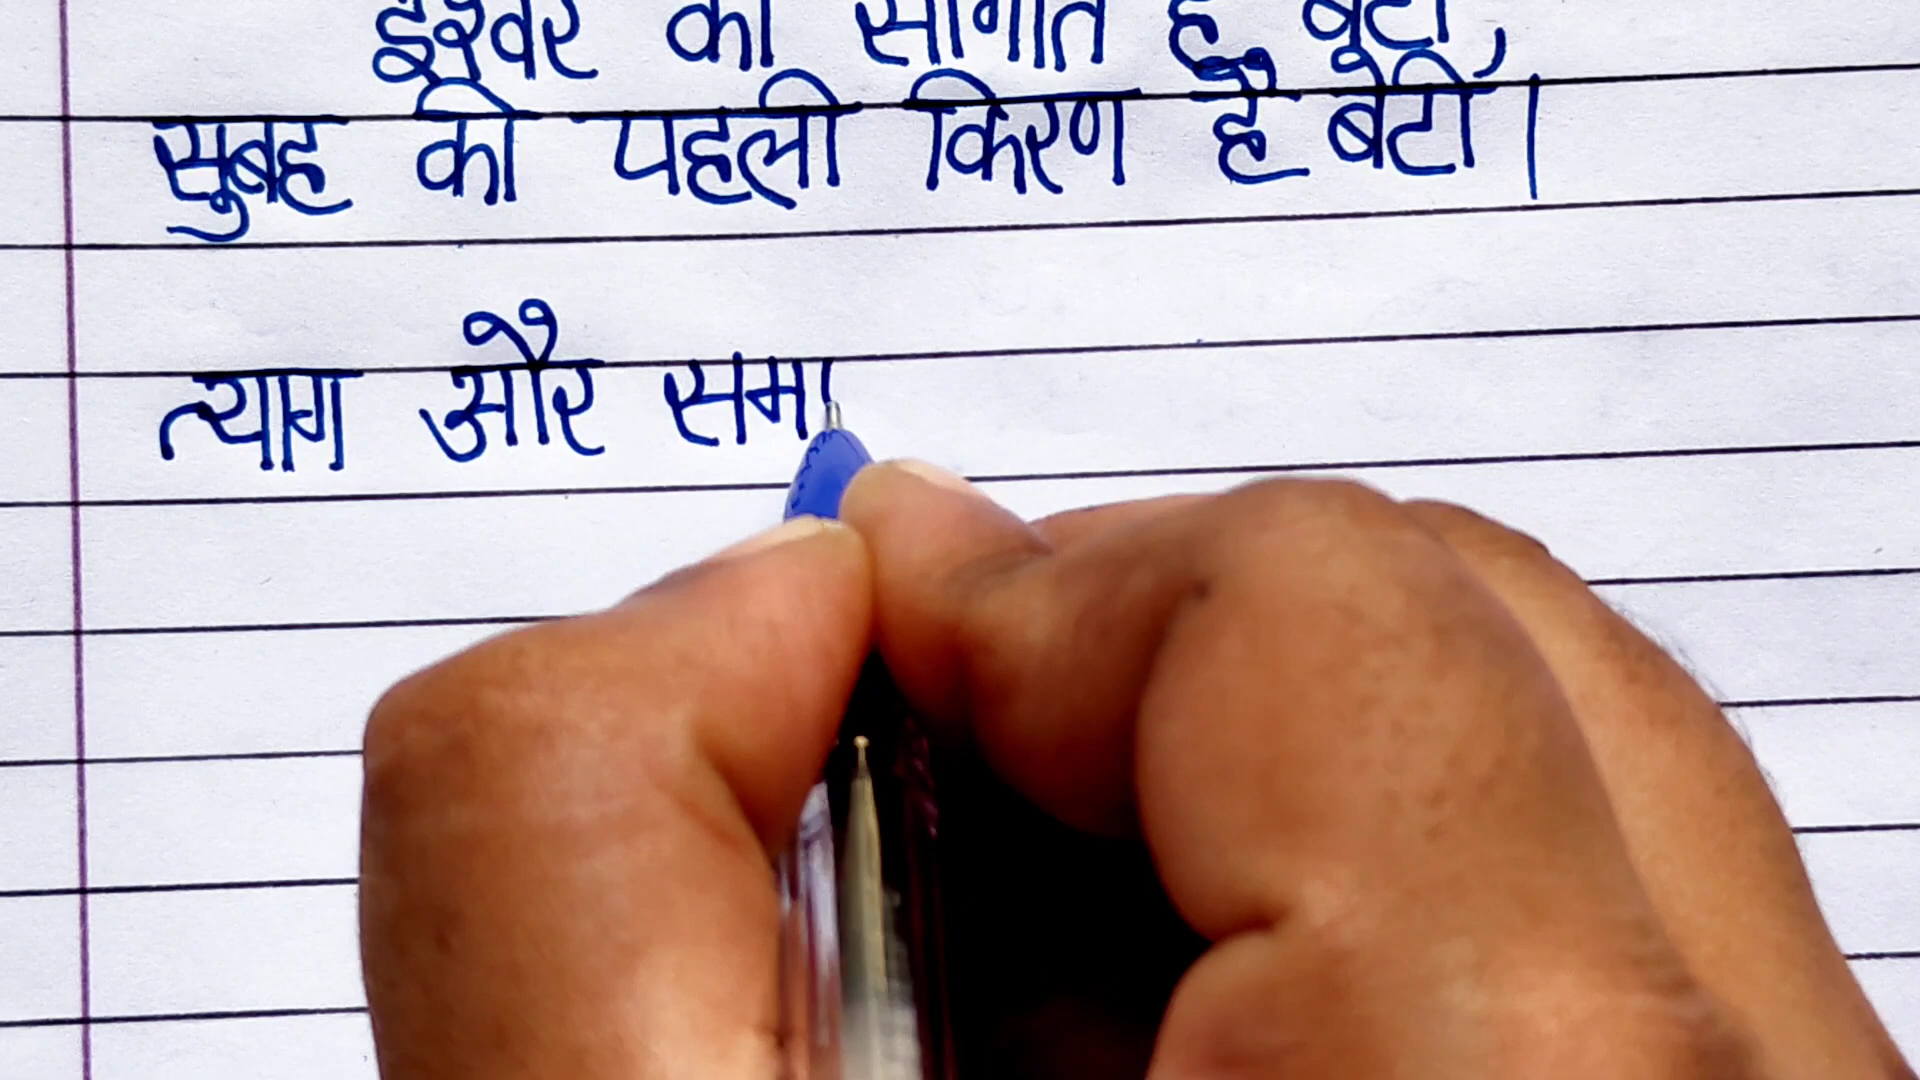 ईश्वर की सौगात है बेटी,
सुबह की पहली किरण है बेटी।
त्याग और सम